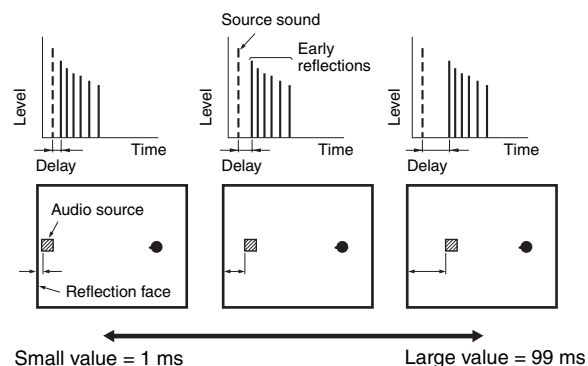 Source sound
Early
reflections
Level
Time
Delay
Level
Time
Delay
Level
Time
Delay
Audio source
Reflection face
Small value = 1 ms
Large value = 99 ms